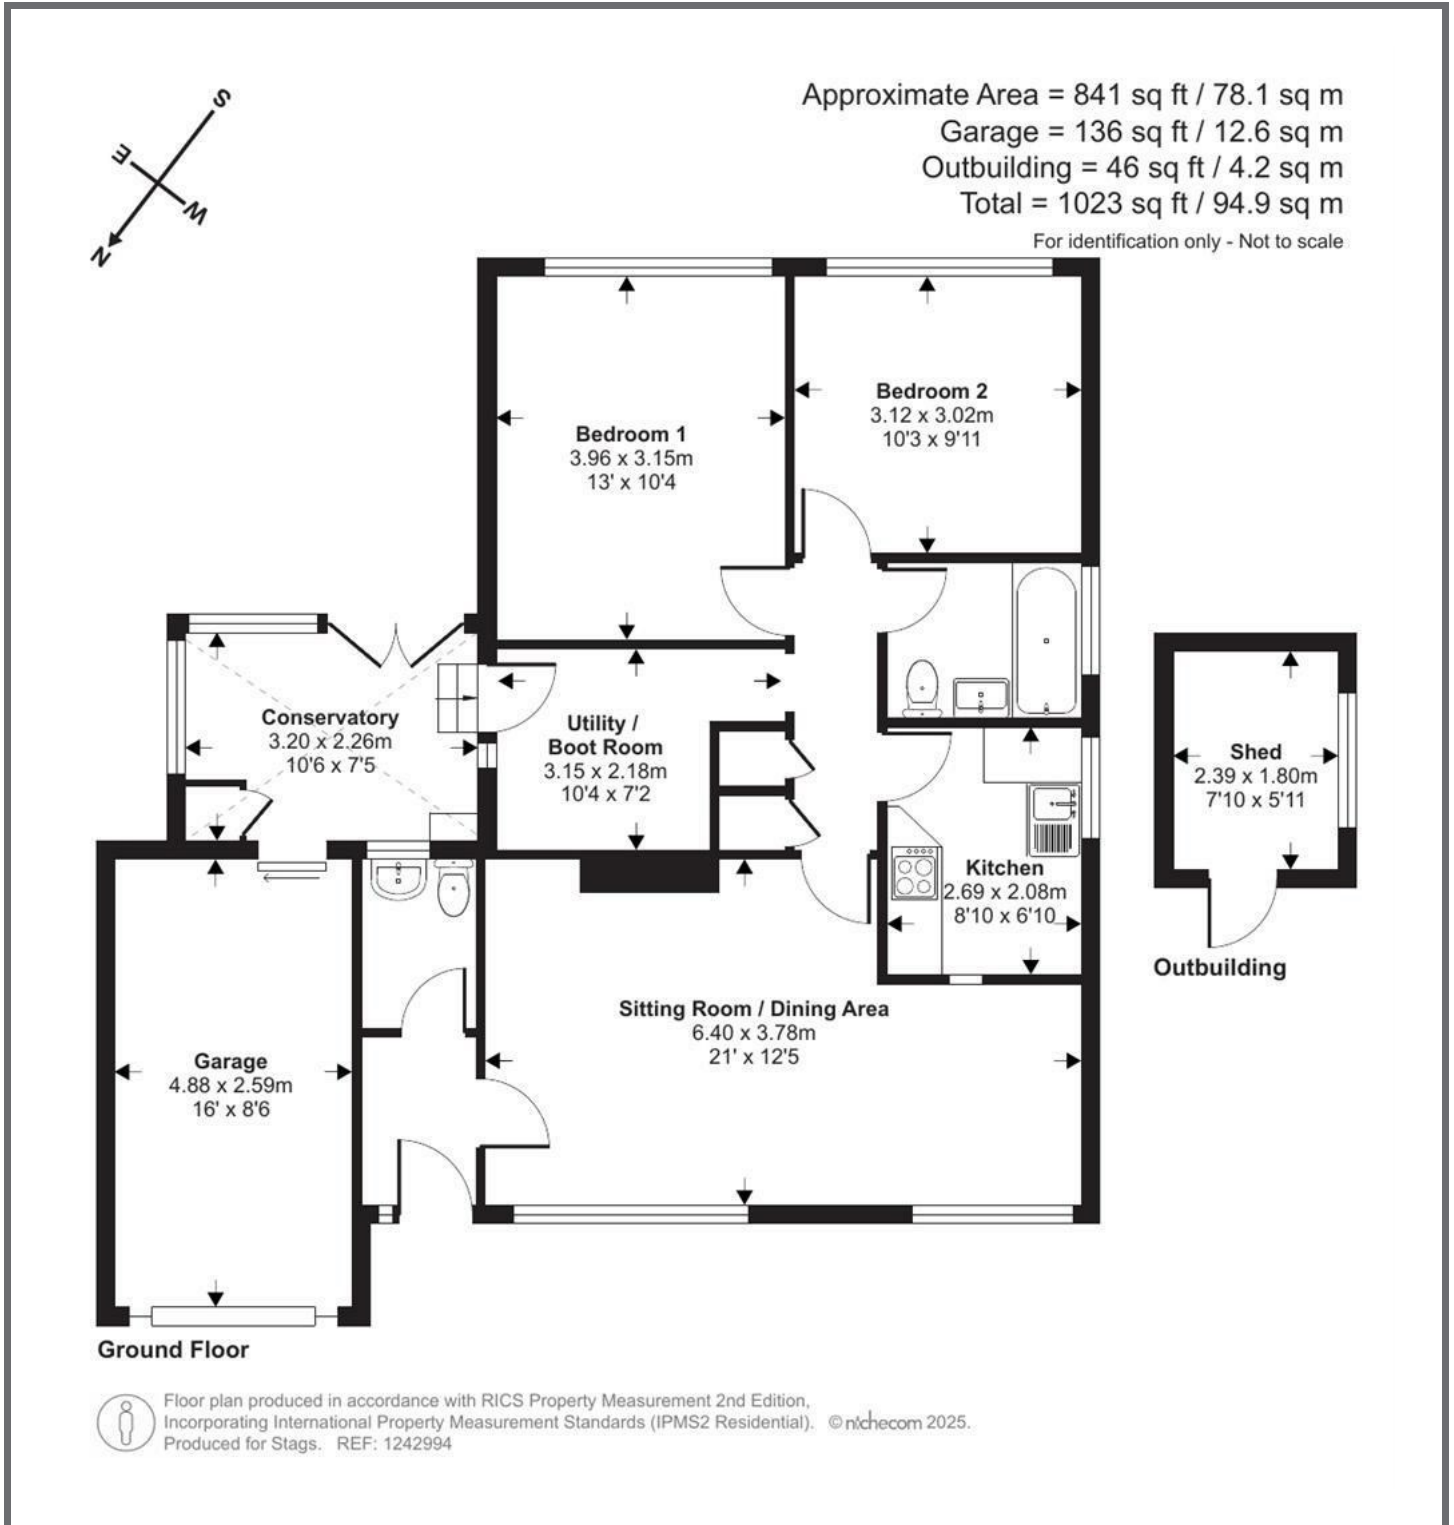 Approximate Area = 841 sq ft / 78.1 sq m
Garage = 136 sq ft / 12.6 sq m
Outbuilding = 46 sq ft / 4.2 sq m
Total = 1023 sq ft / 94.9 sq m
For identification only - Not to scale
S
E
W
N
Bedroom 1
3.96 x 3.15m
13' x 10'4
Bedroom 2
3.12 x 3.02m
10'3 x 9'11
Conservatory
3.20 x 2.26m
10'6 x 7'5
Utility /
Boot Room
3.15 x 2.18m
10'4 x 7'2
Shed
2.39 x 1.80m
7'10 x 5'11
Kitchen
2.69 x 2.08m
8'10 x 6'10
Outbuilding
Sitting Room / Dining Area
6.40 x 3.78m
21' x 12'5
Garage
4.88 x 2.59m
16' x 8'6
Ground Floor
Floor plan produced in accordance with RICS Property Measurement 2nd Edition,
Incorporating International Property Measurement Standards (IPMS2 Residential). © nichecom 2025.
Produced for Stags. REF: 1242994